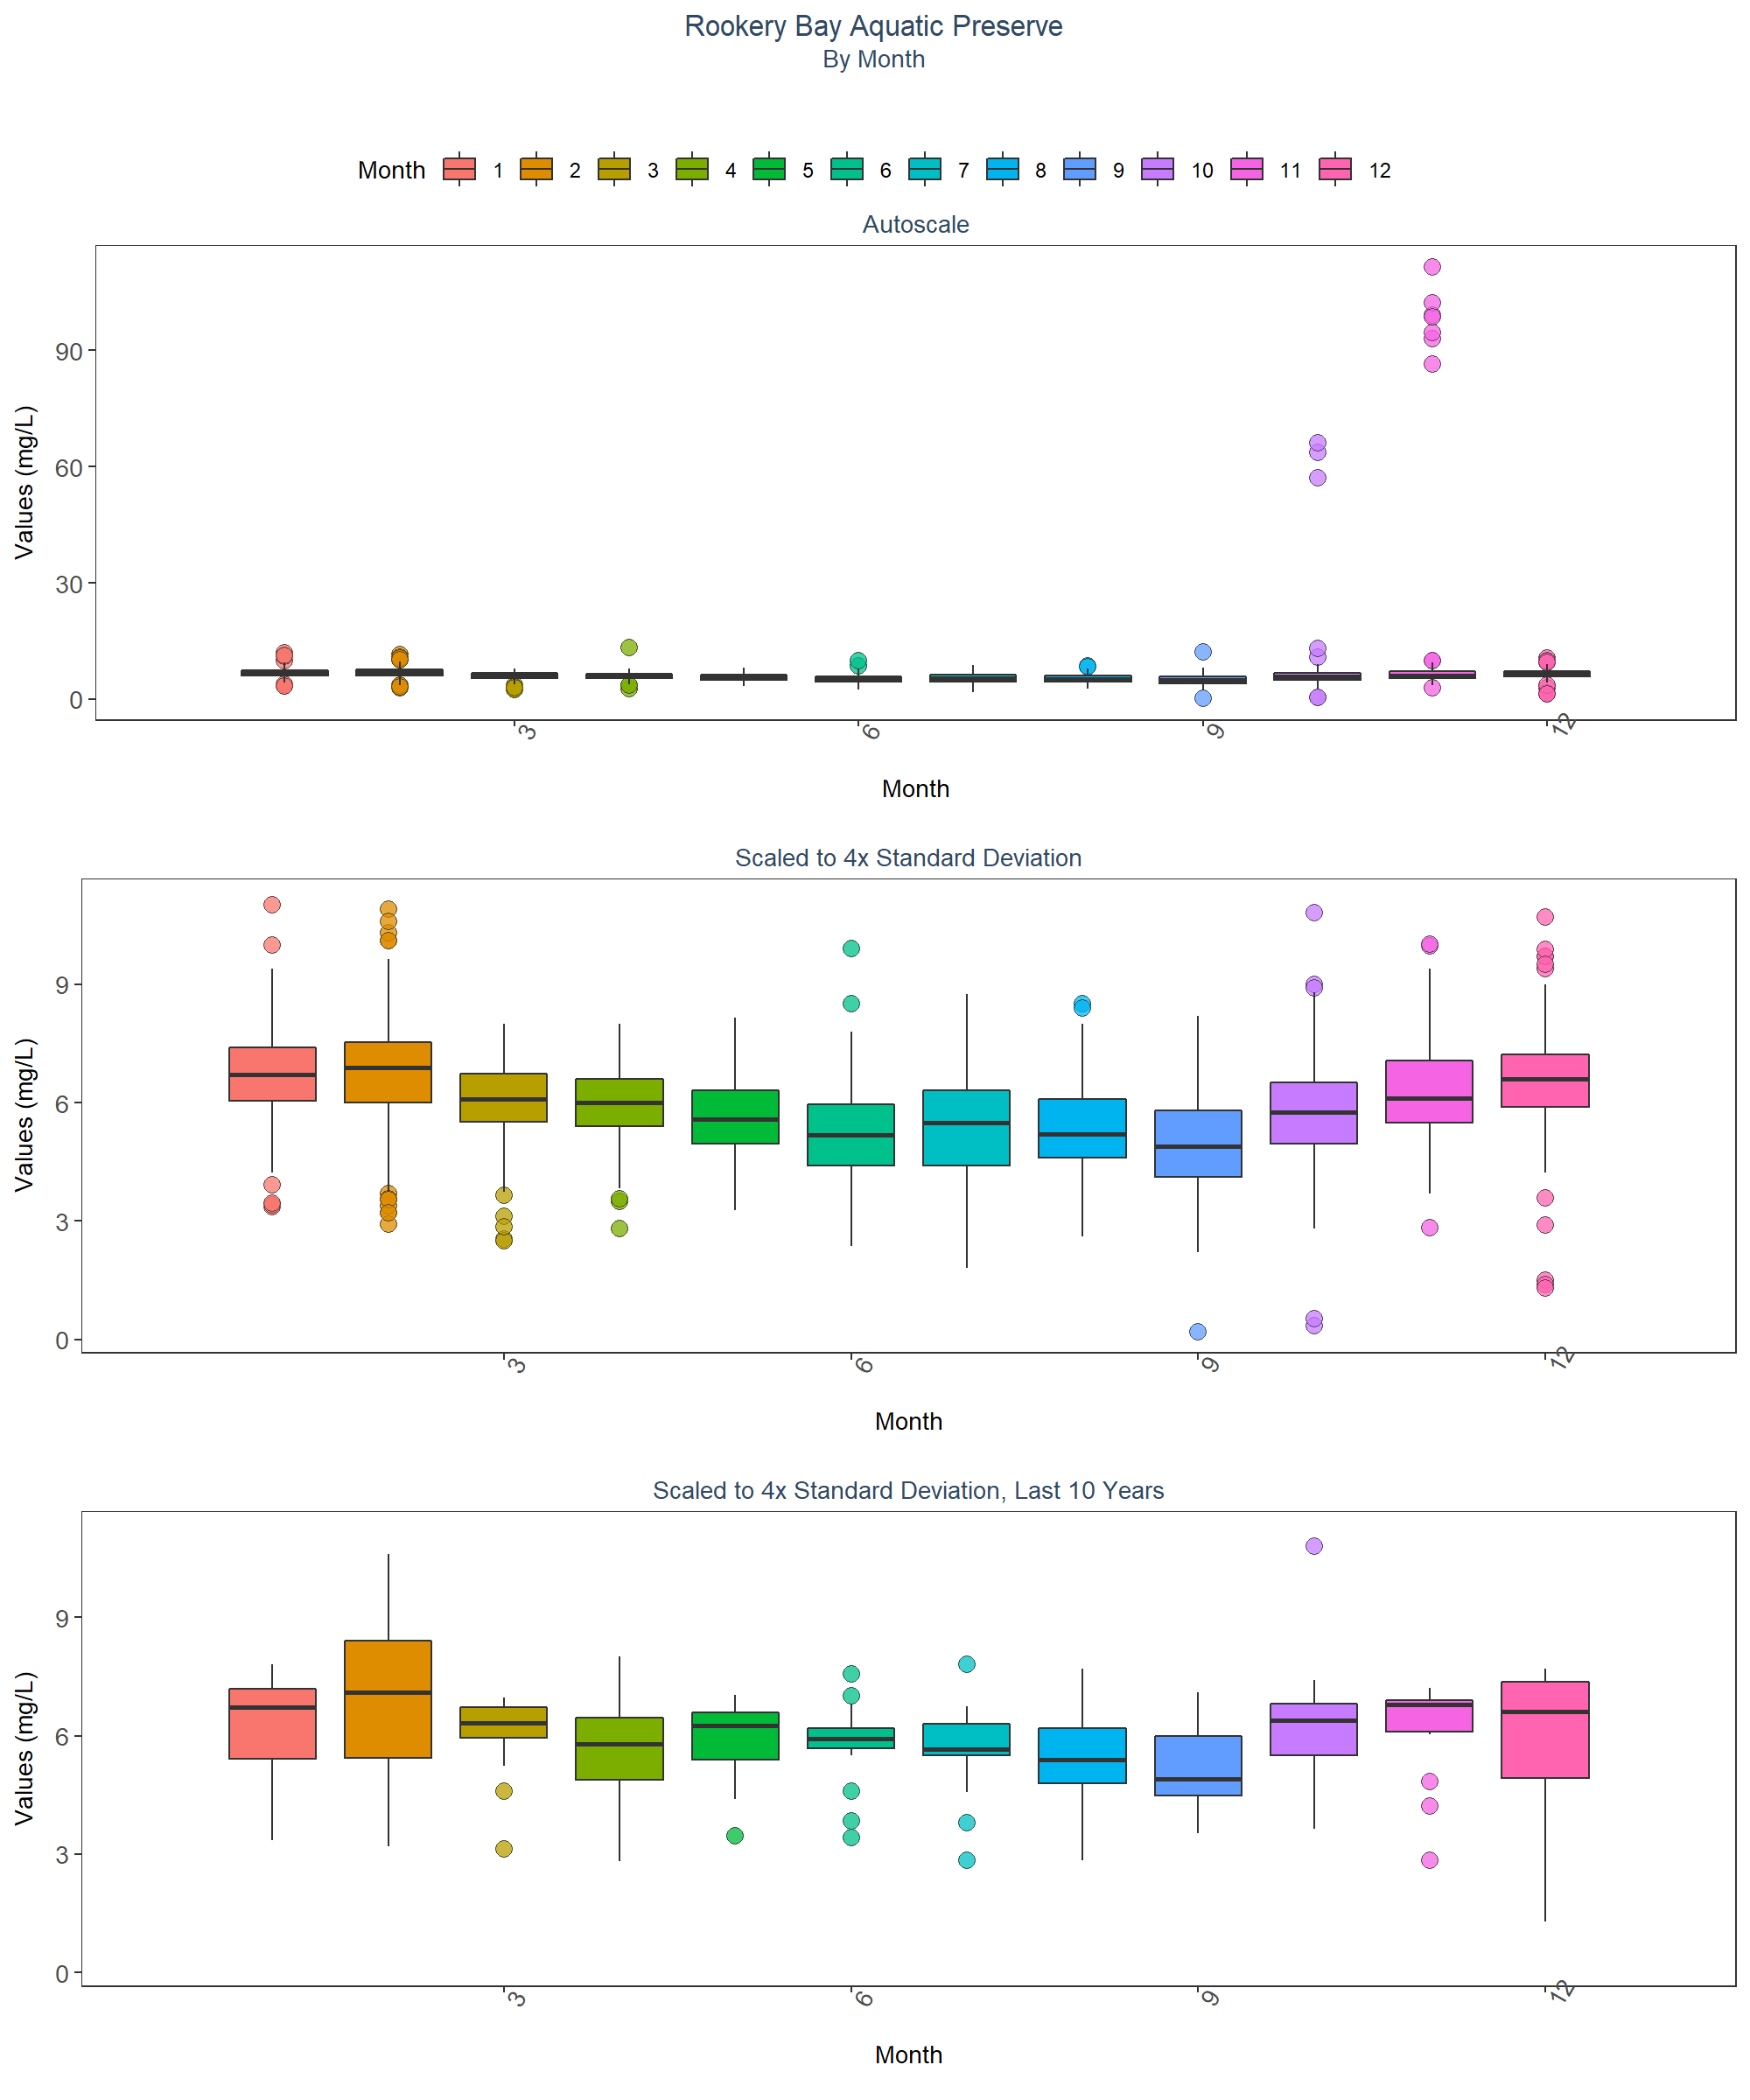 Rookery Bay Aquatic Preserve
By Month
Month 1 2 3 4 5 6 7 8 9 10 11 12
Autoscale
Values (mg/L)
90
60
30
0
3 6 9 12
Month
Scaled to 4x Standard Deviation
Values (mg/L)
9
6
3
0
3 6 9 12
Month
Scaled to 4x Standard Deviation, Last 10 Years
Values (mg/L)
9
6
3
0
3 6 9 12
Month